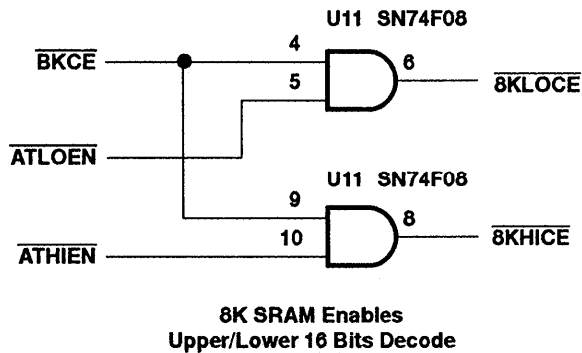 U11 SN74F08
BKCE
4
5
6
8KLOCE
ATLOEN
U11 SN74F08
9
10
8
8KHICE
ATHIEN
8K SRAM Enables
Upper/Lower 16 Bits Decode